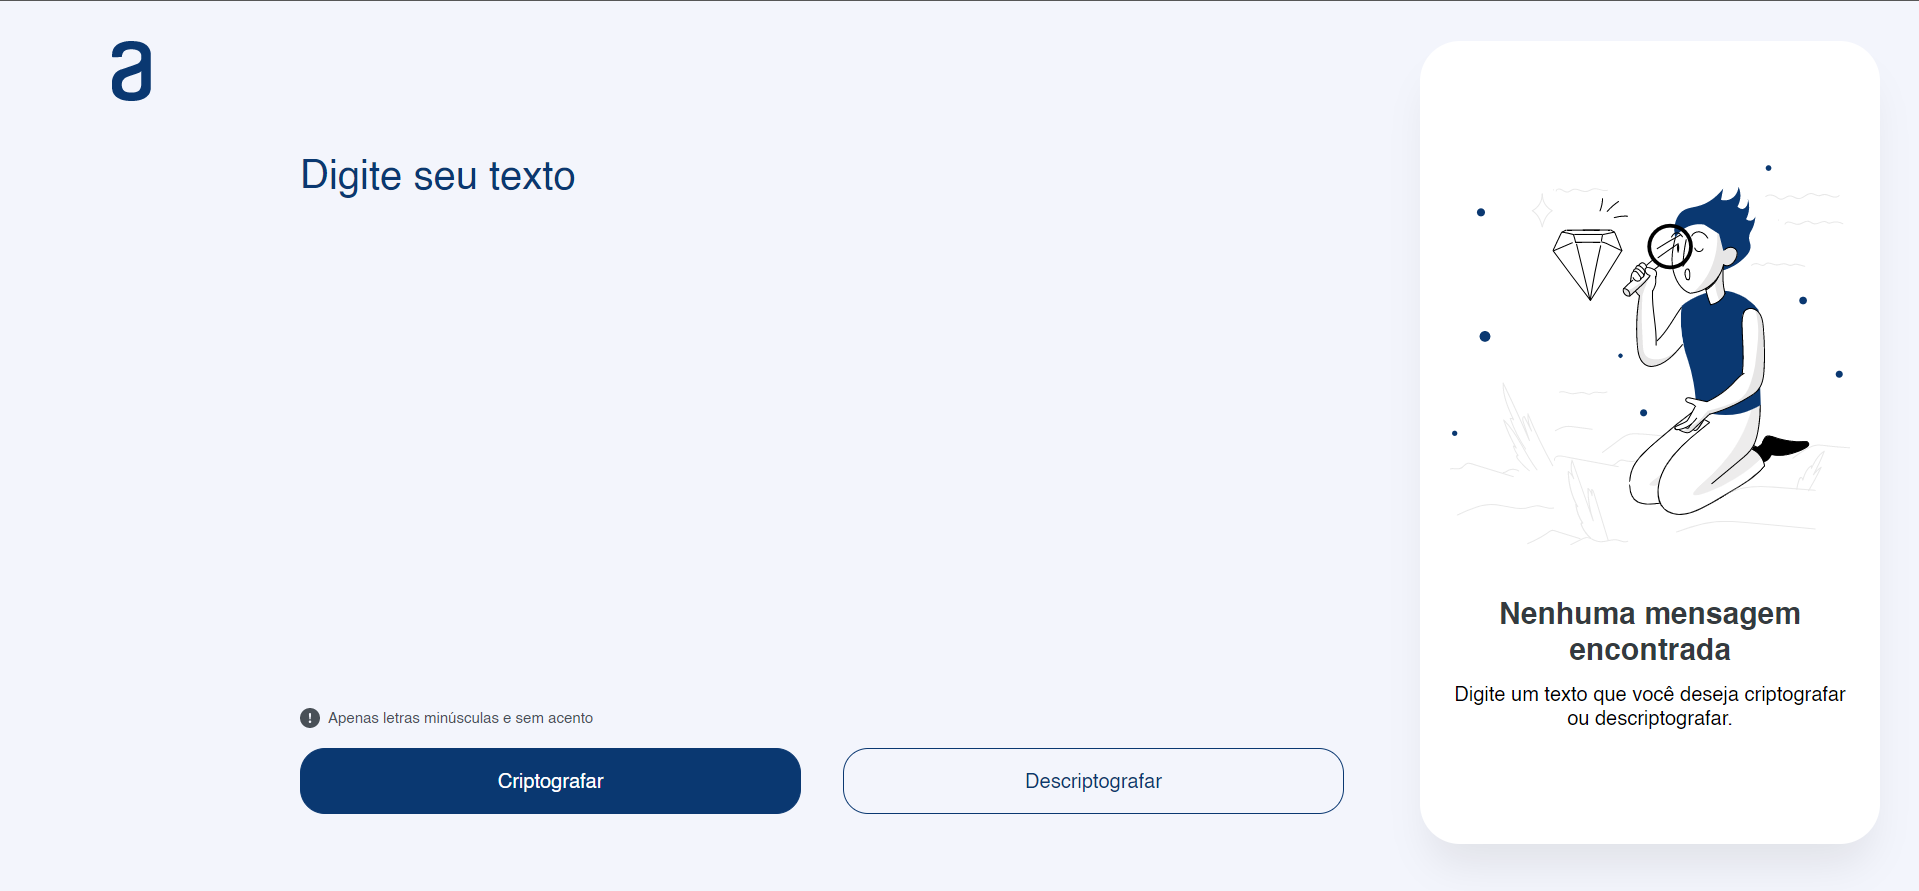 a
Digite seu texto
Apenas letras minúsculas e sem acento
Criptografar
Descriptografar
Nenhuma mensagem
encontrada
Digite um texto que você deseja criptografar
ou descriptografar.